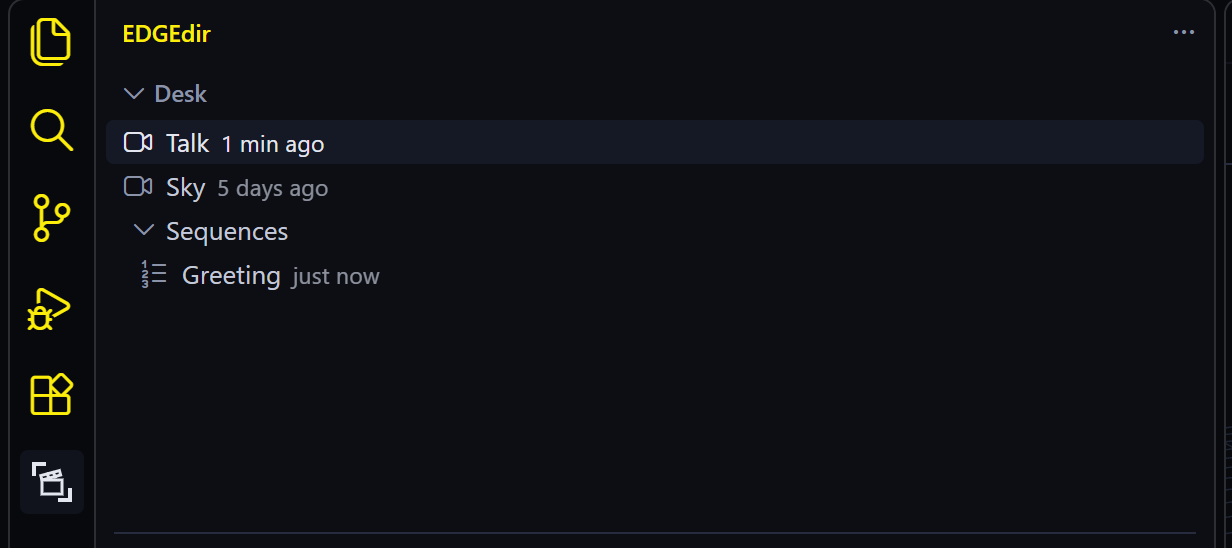 EDGEdir
Desk
Talk 1 min ago
Sky 5 days ago
Sequences
Greeting just now